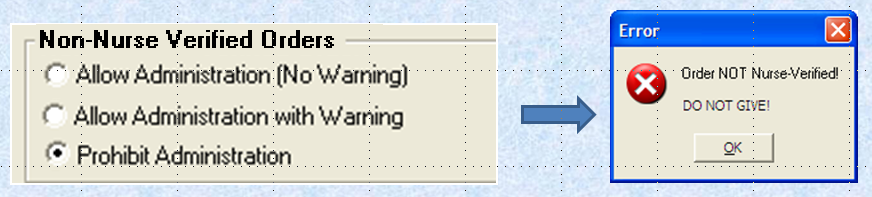 Non-Nurse Verified Orders
Allow Administration (No Warning)
Allow Administration with Warning
Prohibit Administration
Error
Order NOT Nurse-Verified!
DO NOT GIVE!
OK